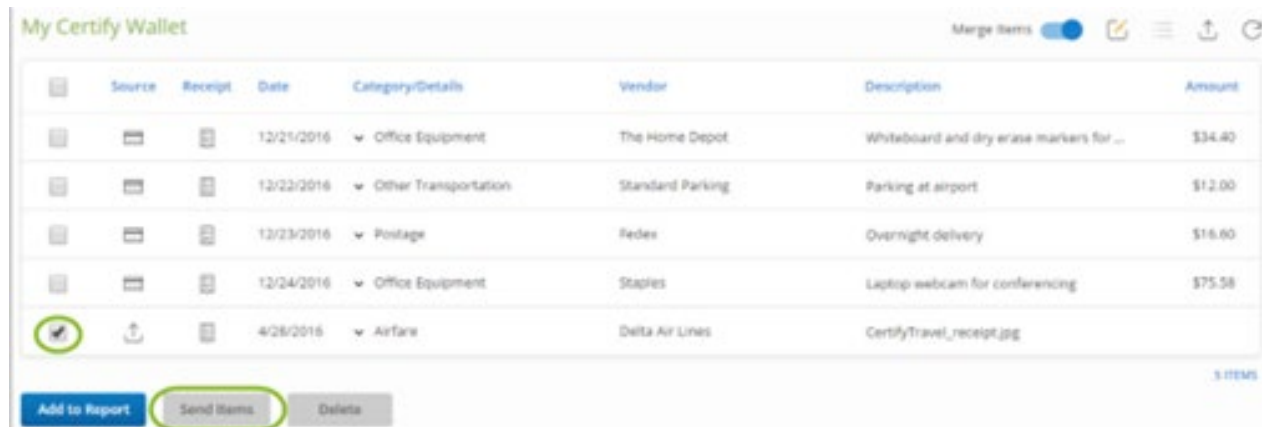 My Certify Wallet
Merge Items
Source Receipt Date Category/Details Vendor Description Amount
12/21/2016 Office Equipment The Home Depot Whiteboard and dry erase markers for ... $34.40
12/22/2016 Other Transportation Standard Parking Parking at airport $12.00
12/23/2016 Postage Fedex Overnight delivery $16.60
12/24/2016 Office Equipment Staples Laptop webcam for conferencing $75.58
4/28/2016 Airfare Delta Air Lines CertifyTravel_receipt.jpg
5 ITEMS
Add to Report Send Items Delete